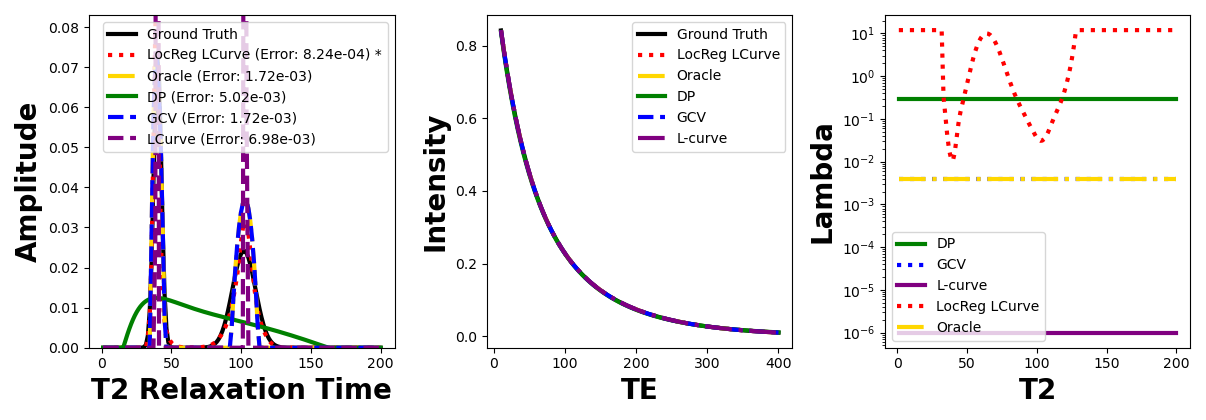 Amplitude
0.08
0.07
0.06
0.05
0.04
0.03
0.02
0.01
0.00
Ground Truth
LocReg LCurve (Error: 8.24e-04) *
Oracle (Error: 1.72e-03)
DP (Error: 5.02e-03)
GCV (Error: 1.72e-03)
LCurve (Error: 6.98e-03)
0 50 100 150 200
T2 Relaxation Time
Intensity
0.8
0.6
0.4
0.2
0.0
Ground Truth
LocReg LCurve
Oracle
DP
GCV
L-curve
0 100 200 300 400
TE
Lambda
10^1
10^0
10^-1
10^-2
10^-3
10^-4
10^-5
10^-6
DP
GCV
L-curve
LocReg LCurve
Oracle
0 50 100 150 200
T2